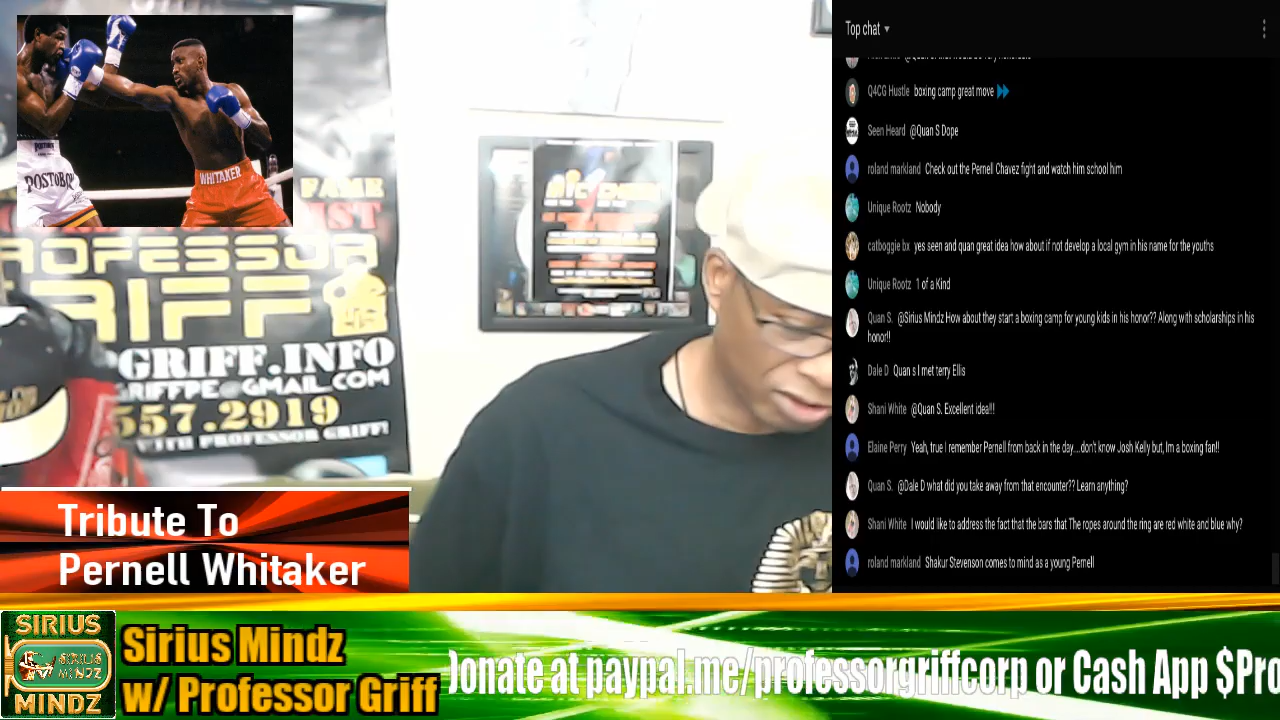 POSTOBO
WHITAKER
FAME
PROFESSOR
GRIFF
PGRIFF.INFO
GRIFFPE@GMAIL.COM
557.2919
WITH PROFESSOR GRIFF!
Tribute To
Pernell Whitaker
Top chat
Q4CG Hustle boxing camp great move
Seen Heard @Quan S Dope
roland markland Check out the Pernell Chavez fight and watch him school him
Unique Rootz Nobody
catboggie bx yes seen and quan great idea how about if not develop a local gym in his name for the youths
Unique Rootz 1 of a Kind
Quan S. @Sirius Mindz How about they start a boxing camp for young kids in his honor?? Along with scholarships in his
honor!!
Dale D Quan s I met terry Ellis
Shani White @Quan S. Excellent idea!!!
Elaine Perry Yeah, true I remember Pernell from back in the day....don't know Josh Kelly but, Im a boxing fan!!
Quan S. @Dale D what did you take away from that encounter?? Learn anything?
Shani White I would like to address the fact that the bars that The ropes around the ring are red white and blue why?
roland markland Shakur Stevenson comes to mind as a young Pernell
SIRIUS
SIRIUS
MINDZ
MINDZ
Sirius Mindz
w/ Professor Griff
Donate at paypal.me/professorgriffcorp or Cash App $Pro